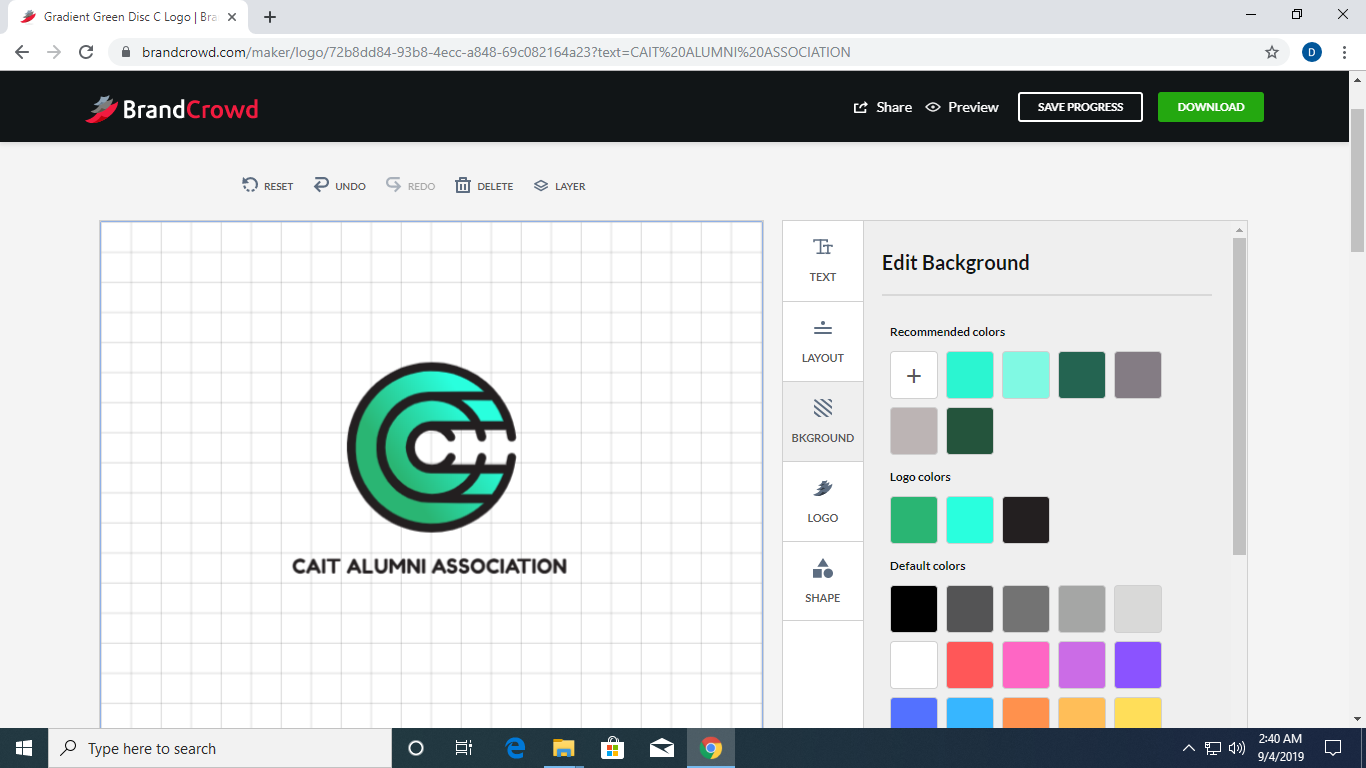 Gradient Green Disc C Logo | Bra
brandcrowd.com/maker/logo/72b8dd84-93b8-4ecc-a848-69c082164a23?text=CAIT%20ALUMNI%20ASSOCIATION
D
BrandCrowd
Share
Preview
SAVE PROGRESS
DOWNLOAD
RESET
UNDO
REDO
DELETE
LAYER
CAIT ALUMNI ASSOCIATION
TEXT
LAYOUT
BKGROUND
LOGO
SHAPE
Edit Background
Recommended colors
Logo colors
Default colors
Type here to search
2:40 AM
9/4/2019